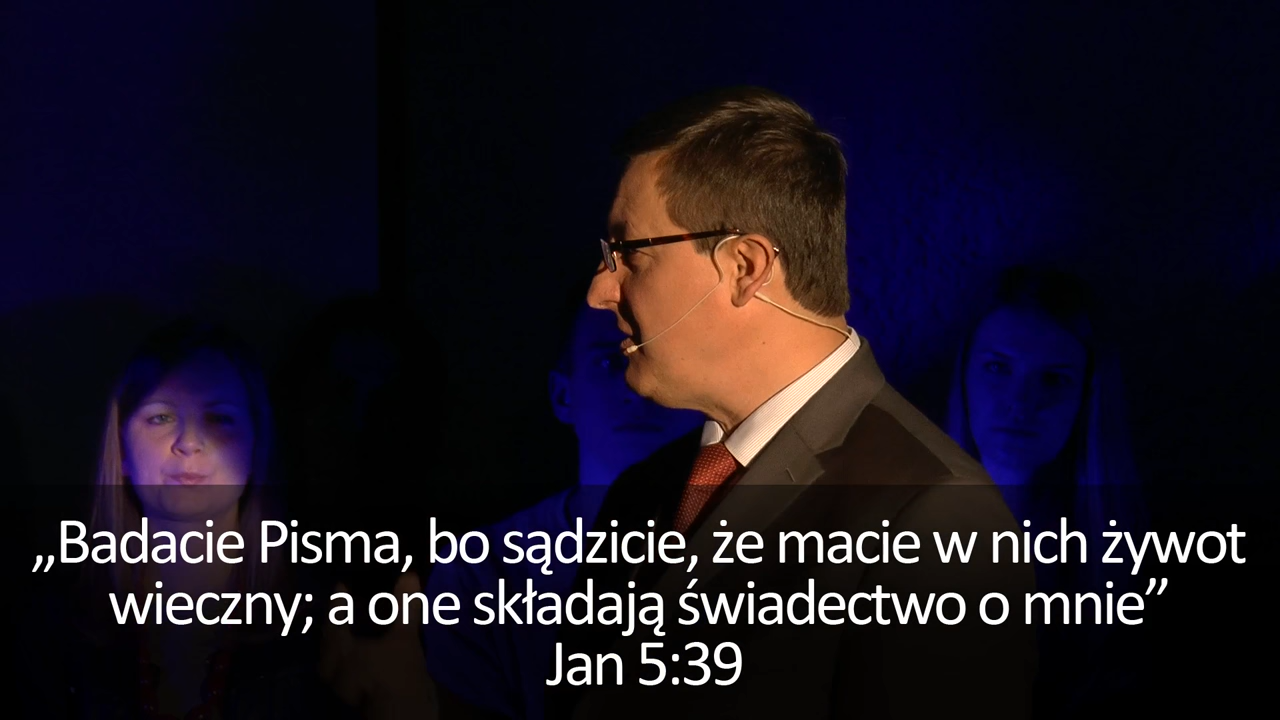 „Badacie Pisma, bo sądzicie, że macie w nich żywot
wieczny; a one składają świadectwo o mnie”
Jan 5:39